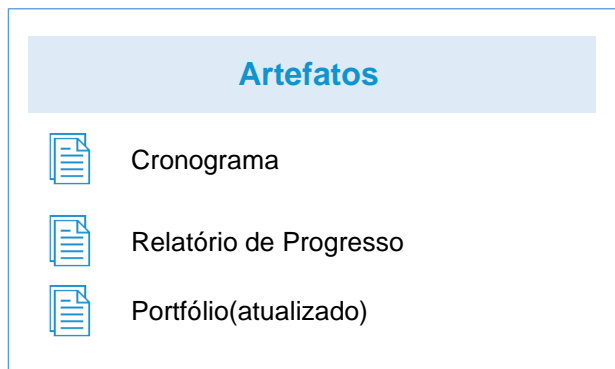 Artefatos
Cronograma
Relatório de Progresso
Portfólio(atualizado)